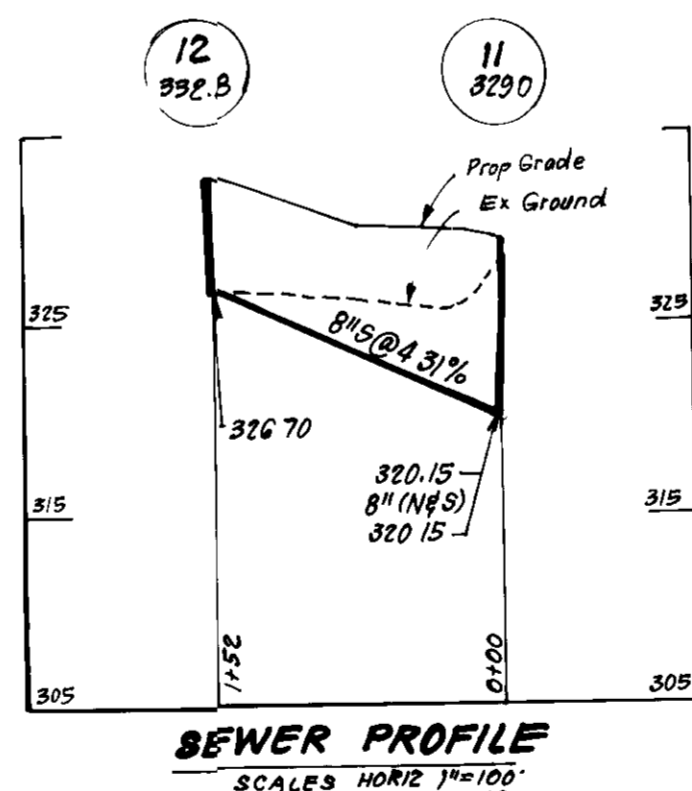 12
332.8
11
3290
Prop Grade
Ex Ground
325
325
8"S@4 31%
326 70
320.15
8"(N&S)
320 15
315
315
1+52
0+00
305
305
SEWER PROFILE
SCALES HORIZ 1"=100'